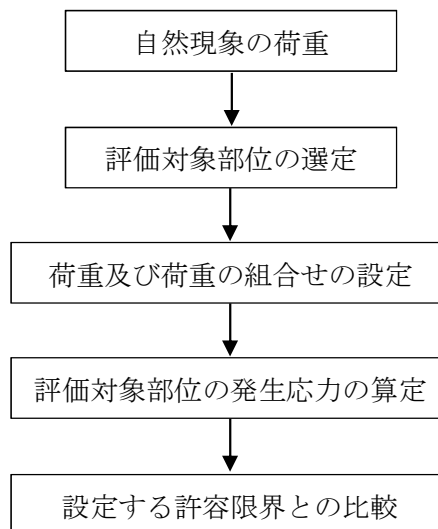 自然現象の荷重
評価対象部位の選定
荷重及び荷重の組合せの設定
評価対象部位の発生応力の算定
設定する許容限界との比較